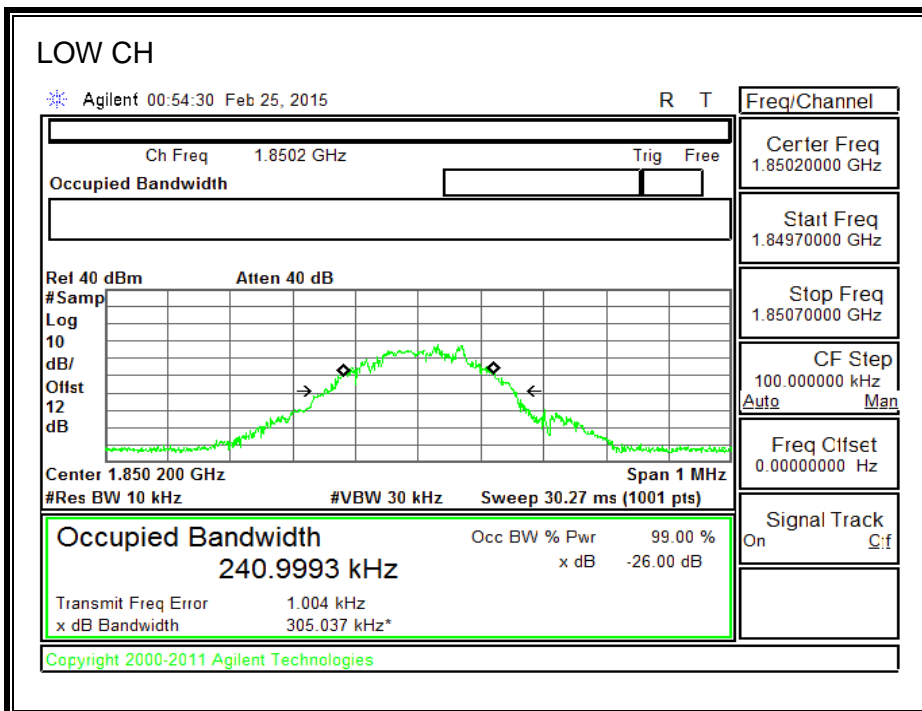 LOW CH
Agilent 00:54:30 Feb 25, 2015 R T
Freq/Channel
Ch Freq 1.8502 GHz Trig Free
Occupied Bandwidth
Center Freq
1.85020000 GHz
Start Freq
1.84970000 GHz
Stop Freq
1.85070000 GHz
CF Step
100.000000 kHz
Auto Man
Freq Offset
0.00000000 Hz
Signal Track
On Off
Ref 40 dBm Atten 40 dB
#Samp
Log
10
dB/
Offst
12
dB
Center 1.850 200 GHz Span 1 MHz
#Res BW 10 kHz #VBW 30 kHz Sweep 30.27 ms (1001 pts)
Occupied Bandwidth Occ BW % Pwr 99.00 %
240.9993 kHz x dB -26.00 dB
Transmit Freq Error 1.004 kHz
x dB Bandwidth 305.037 kHz*
Copyright 2000-2011 Agilent Technologies